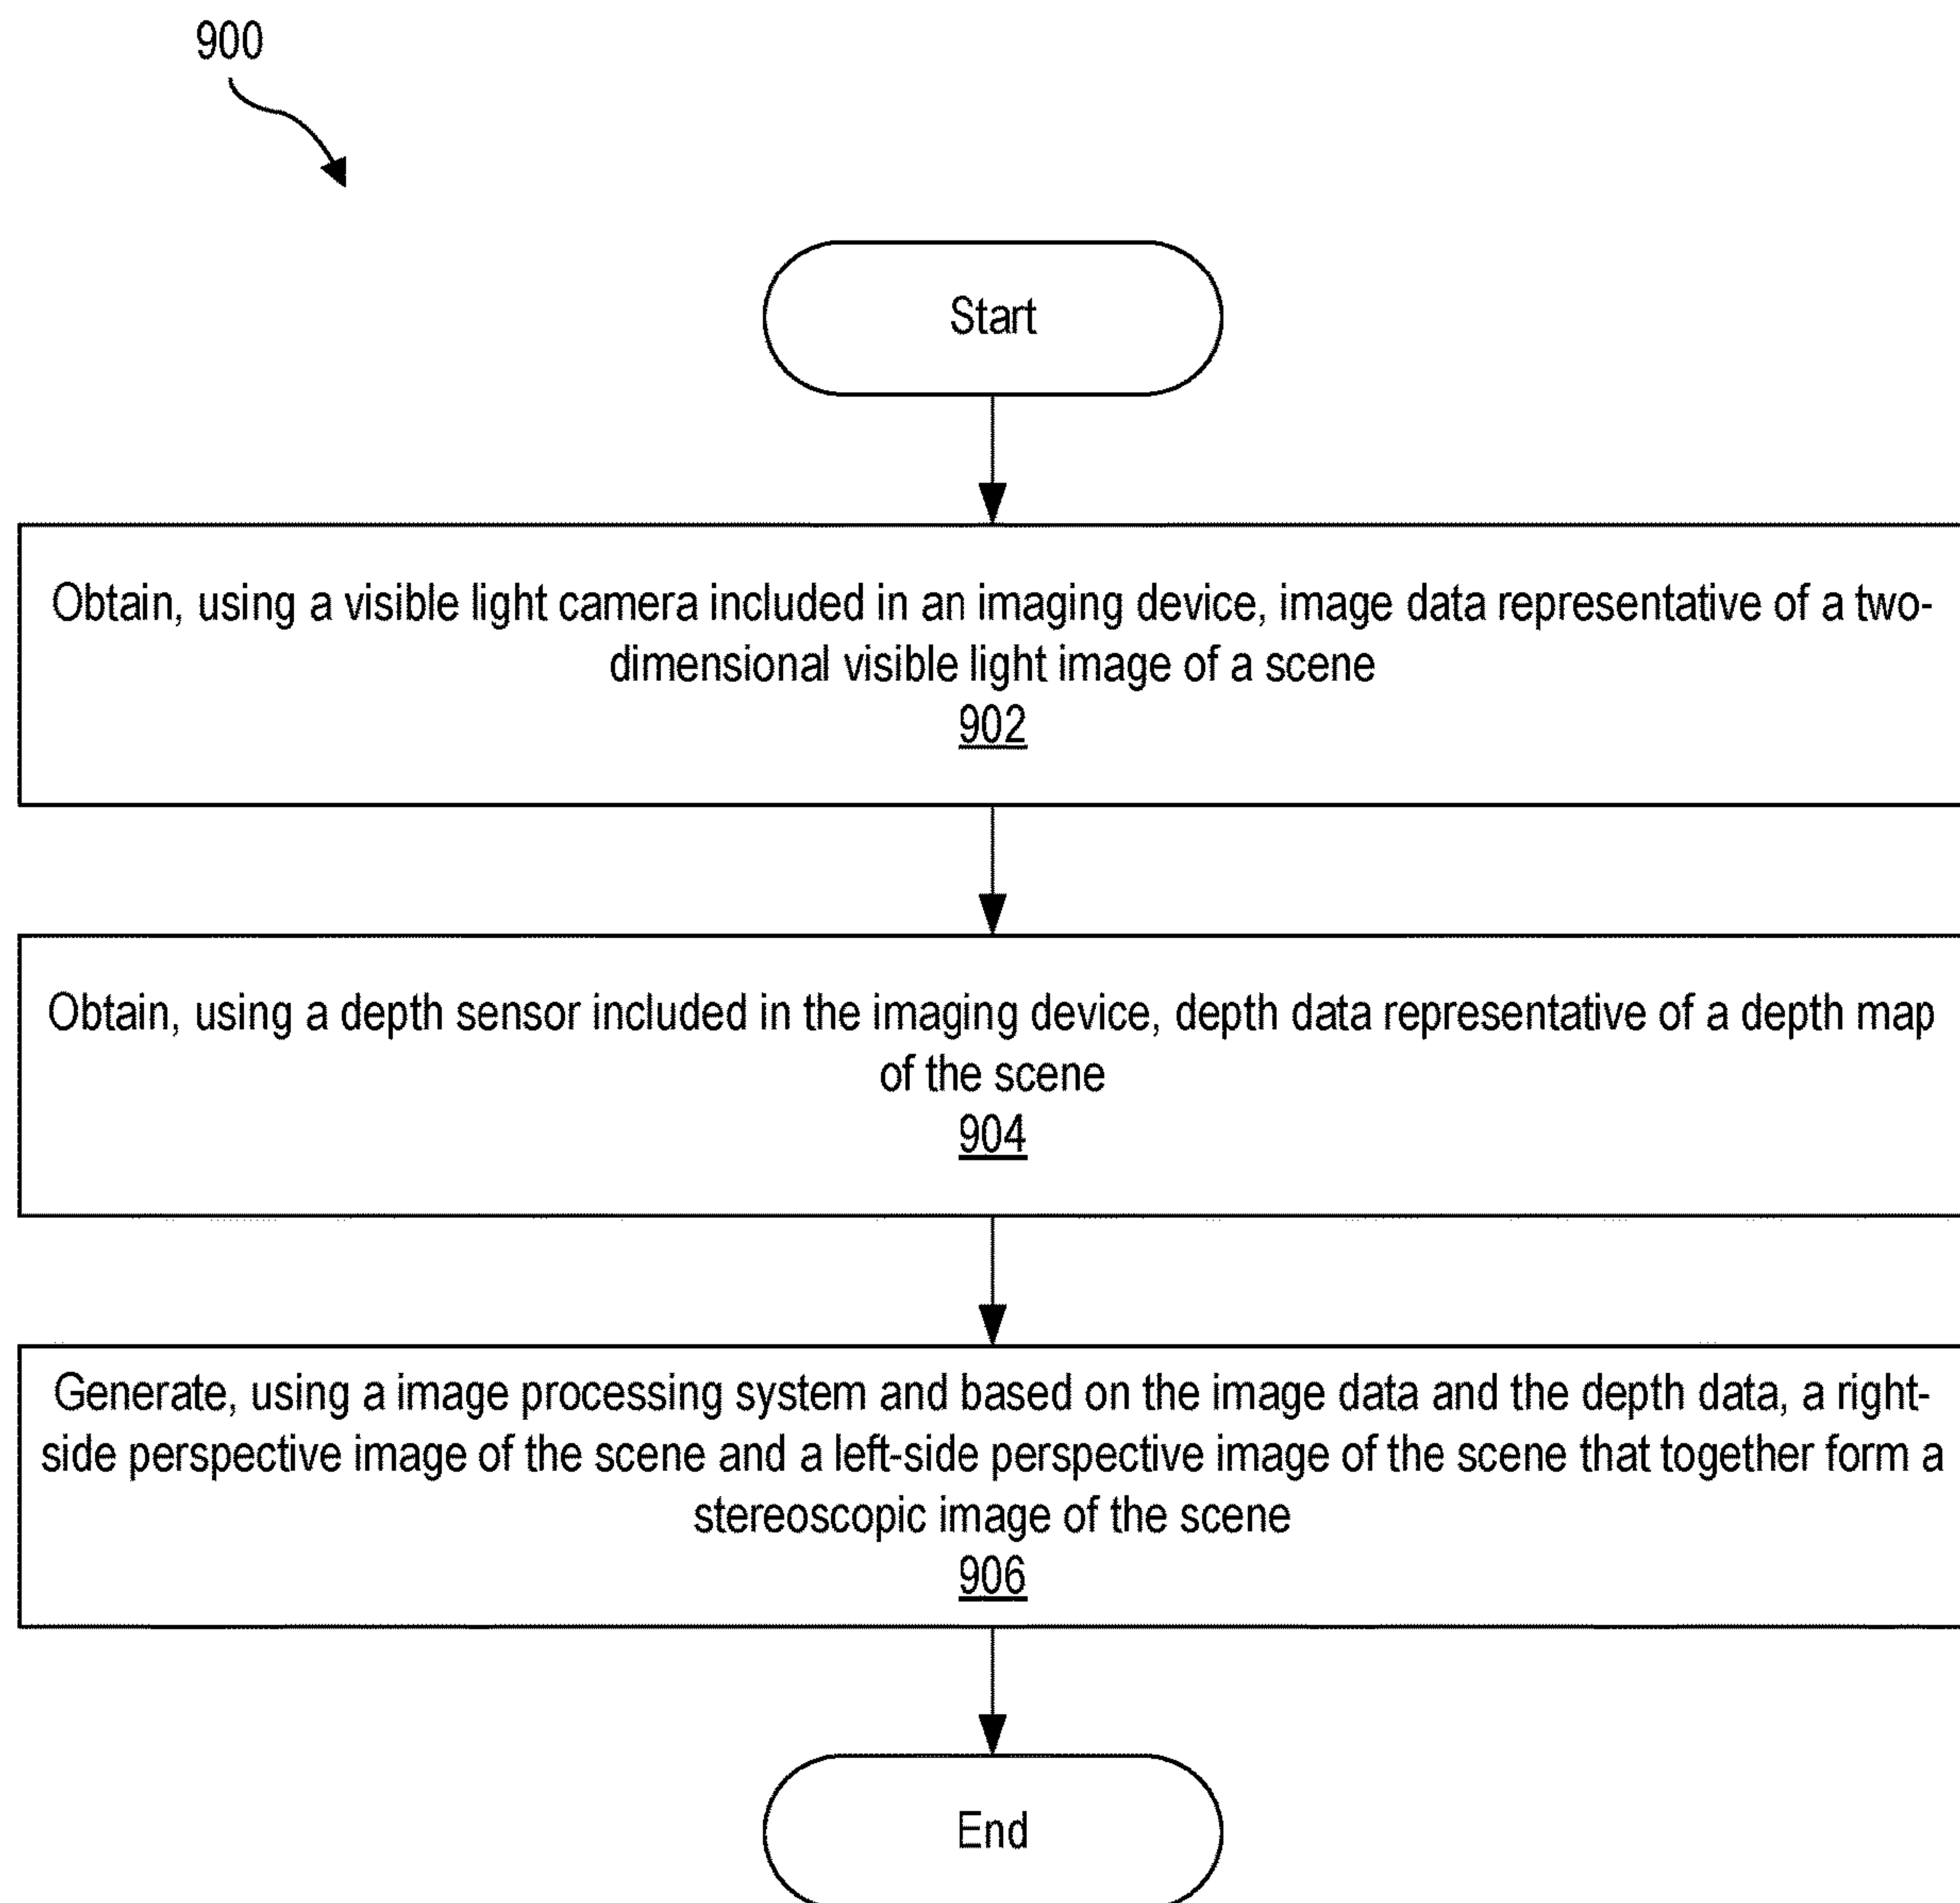 900
Start
Obtain, using a visible light camera included in an imaging device, image data representative of a two-
dimensional visible light image of a scene
902
Obtain, using a depth sensor included in the imaging device, depth data representative of a depth map
of the scene
904
Generate, using a image processing system and based on the image data and the depth data, a right-
side perspective image of the scene and a left-side perspective image of the scene that together form a
stereoscopic image of the scene
906
End